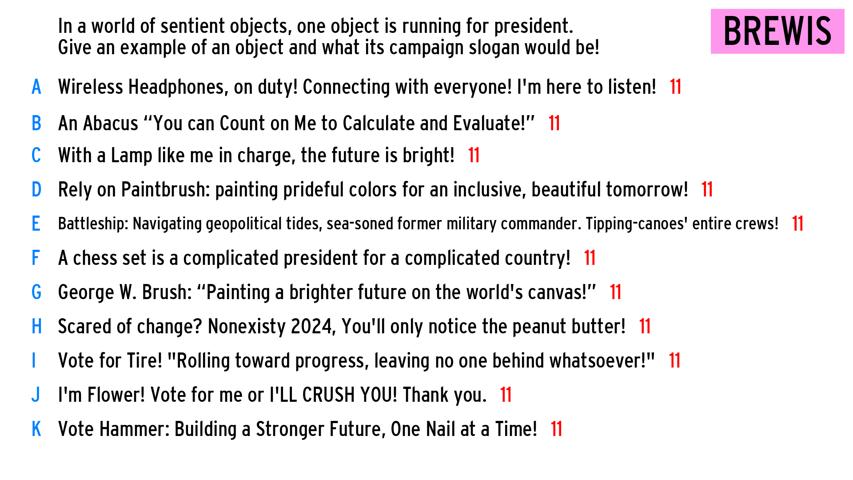 In a world of sentient objects, one object is running for president.
Give an example of an object and what its campaign slogan would be!
BREWIS
A Wireless Headphones, on duty! Connecting with everyone! I'm here to listen! 11
B An Abacus “You can Count on Me to Calculate and Evaluate!” 11
C With a Lamp like me in charge, the future is bright! 11
D Rely on Paintbrush: painting prideful colors for an inclusive, beautiful tomorrow! 11
E Battleship: Navigating geopolitical tides, sea-soned former military commander. Tipping-canoes' entire crews! 11
F A chess set is a complicated president for a complicated country! 11
G George W. Brush: “Painting a brighter future on the world's canvas!” 11
H Scared of change? Nonexisty 2024, You'll only notice the peanut butter! 11
I Vote for Tire! "Rolling toward progress, leaving no one behind whatsoever!" 11
J I'm Flower! Vote for me or I'LL CRUSH YOU! Thank you. 11
K Vote Hammer: Building a Stronger Future, One Nail at a Time! 11